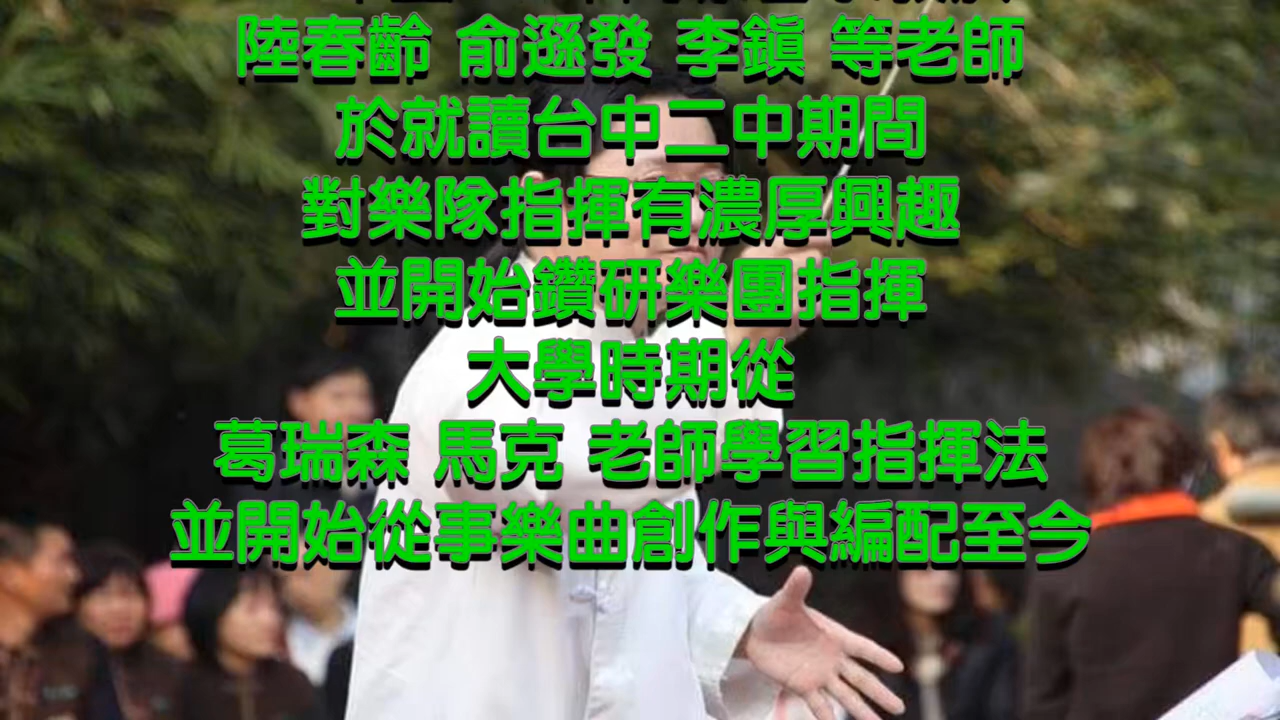 陸春齡 俞遜發 李鎭 等老師
於就讀台中二中期間
對樂隊指揮有濃厚興趣
並開始鑽研樂團指揮
大學時期從
葛瑞森 馬克 老師學習指揮法
並開始從事樂曲創作與編配至今